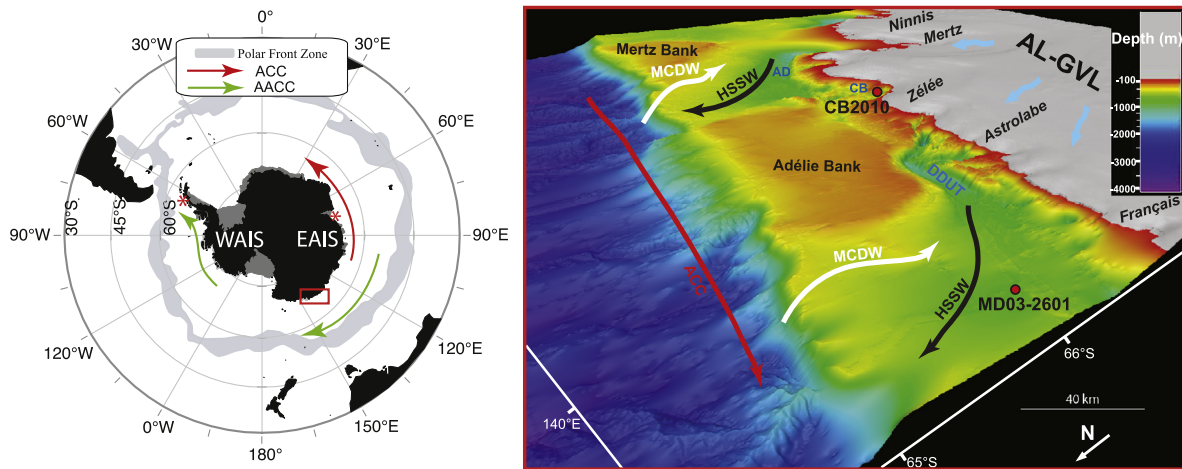 0°
30°W
30°E
Polar Front Zone
ACC
AACC
60°W
60°E
30°S
45°S
60°S
90°W
WAIS
EAIS
90°E
120°W
120°E
0°W
150°E
180°
Ninnis
Mertz
Mertz Bank
MCDW
HSSW
AD
AL-GVL
Depth (m)
-100
-1000
-2000
-3000
-4000
CB
CB2010
Zélée
Astrolabe
Adélie Bank
DDUT
Français
ACC
MCDW
HSSW
MD03-2601
66°S
140°E
40 km
N
65°S